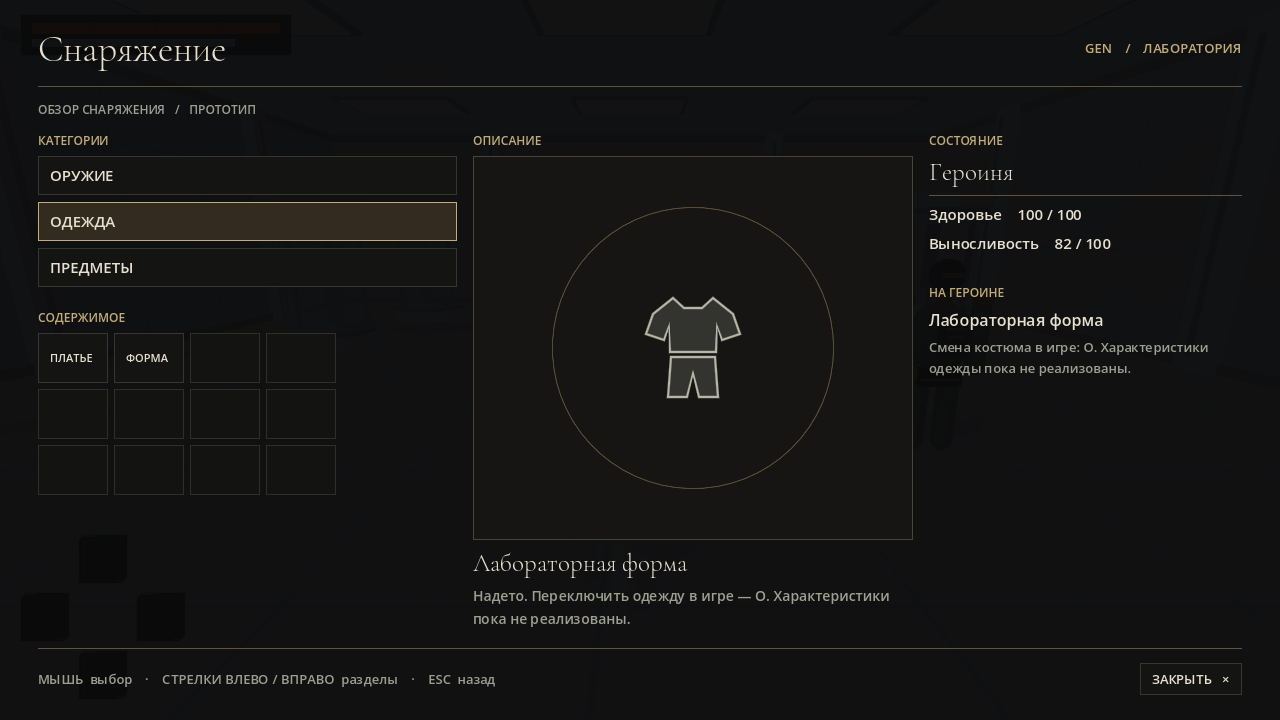 Снаряжение
GEN / ЛАБОРАТОРИЯ
ОБЗОР СНАРЯЖЕНИЯ / ПРОТОТИП
КАТЕГОРИИ
ОРУЖИЕ
ОДЕЖДА
ПРЕДМЕТЫ
СОДЕРЖИМОЕ
ПЛАТЬЕ
ФОРМА
ОПИСАНИЕ
Лабораторная форма
Надето. Переключить одежду в игре — О. Характеристики
пока не реализованы.
СОСТОЯНИЕ
Героиня
Здоровье 100 / 100
Выносливость 82 / 100
НА ГЕРОИНЕ
Лабораторная форма
Смена костюма в игре: О. Характеристики
одежды пока не реализованы.
МЫШЬ выбор · СТРЕЛКИ ВЛЕВО / ВПРАВО разделы · ESC назад
ЗАКРЫТЬ ×